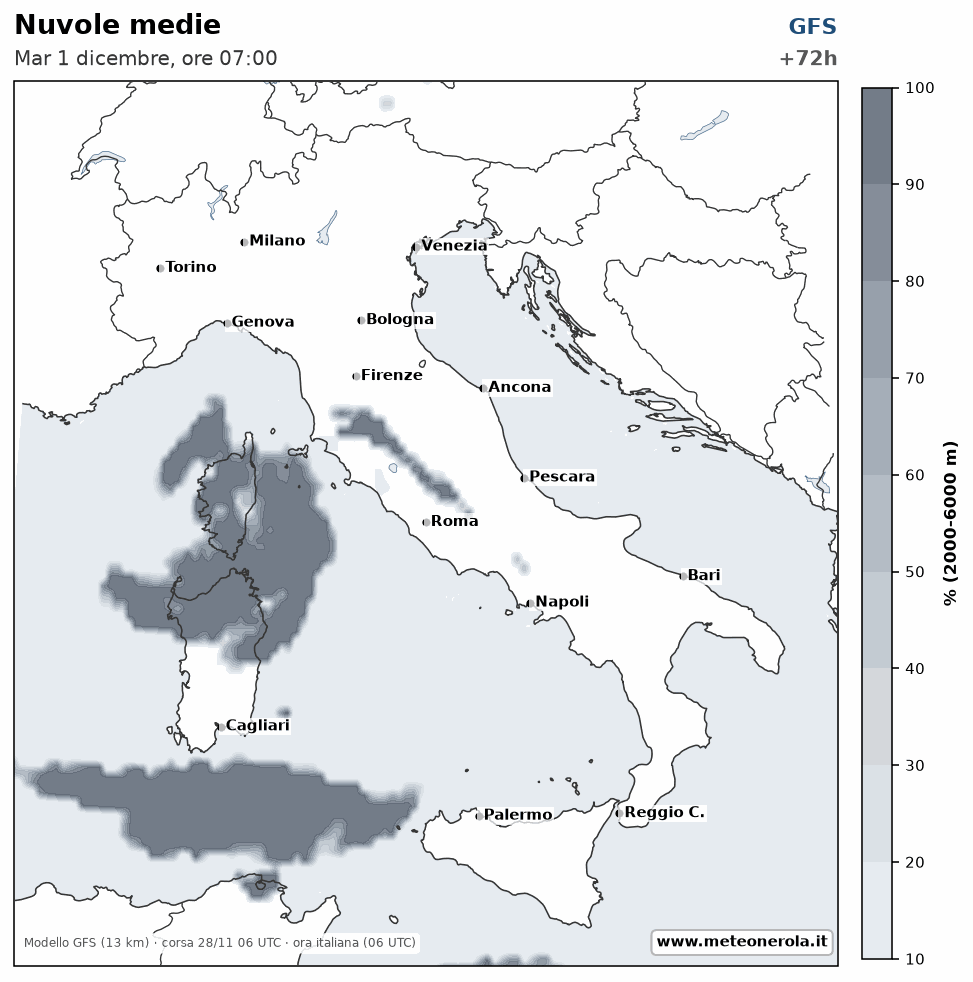 Nuvole medie
GFS
Mar 1 dicembre, ore 07:00
+72h
100
90
80
70
60
50
40
30
20
10
% (2000-6000 m)
Milano
Venezia
Torino
Genova
Bologna
Firenze
Ancona
Pescara
Roma
Bari
Napoli
Cagliari
Palermo
Reggio C.
Modello GFS (13 km) · corsa 28/11 06 UTC · ora italiana (06 UTC)
www.meteonerola.it